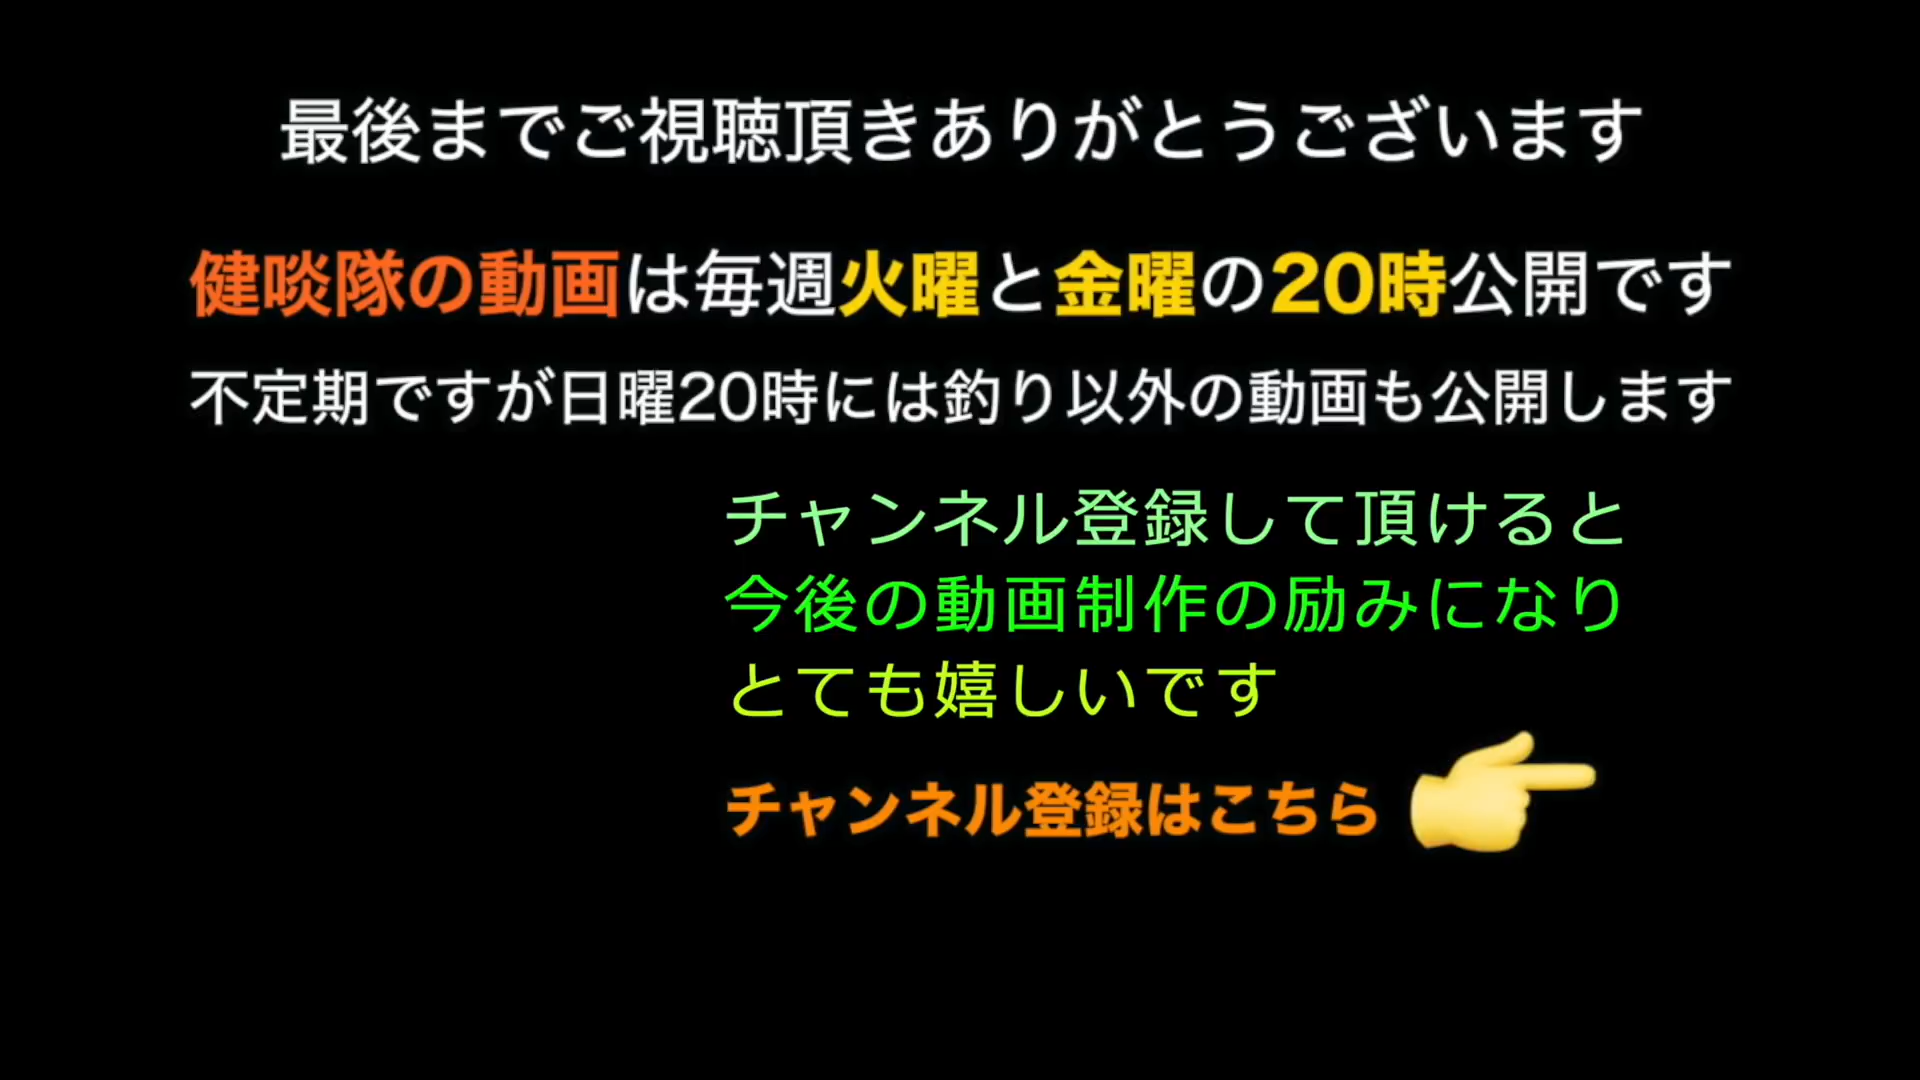 最後までご視聴頂きありがとうございます
健啖隊の動画は毎週火曜と金曜の20時公開です
不定期ですが日曜20時には釣り以外の動画も公開します
チャンネル登録して頂けると
今後の動画制作の励みになり
とても嬉しいです
チャンネル登録はこちら